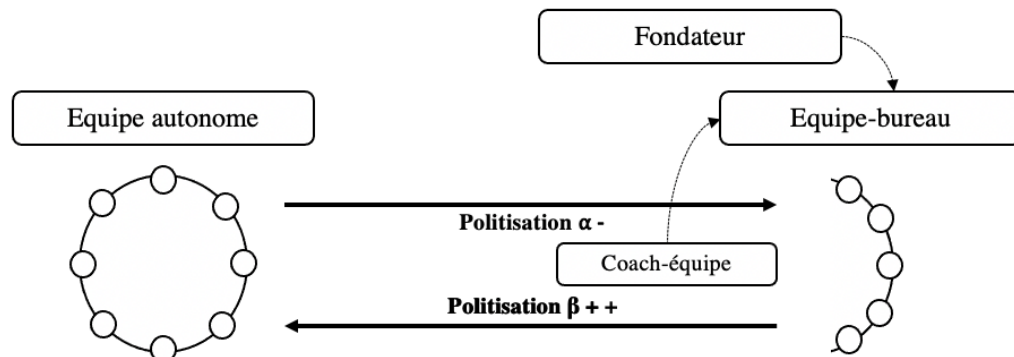 Fondateur
Equipe autonome
Equipe-bureau
Politisation α -
Coach-équipe
Politisation β + +